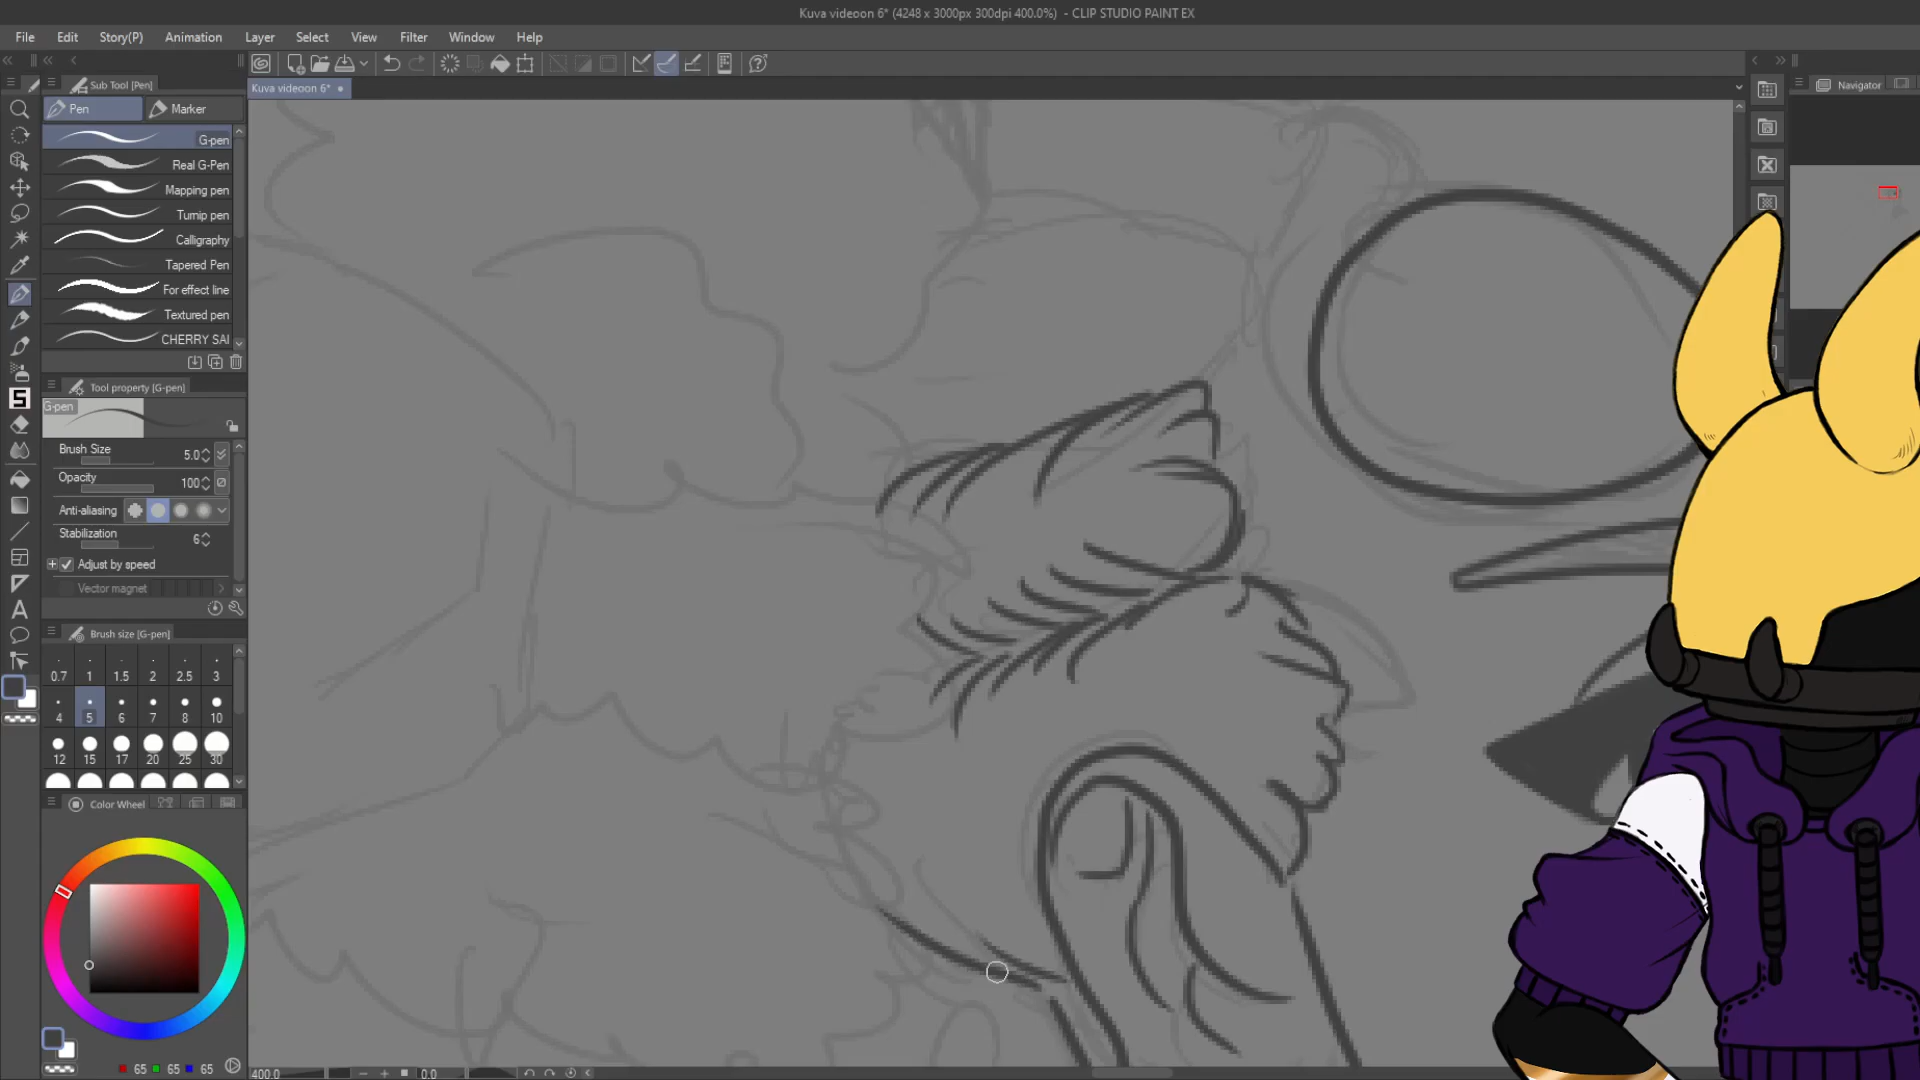 Kuva videoon 6* (4248 x 3000px 300dpi 400.0%)  - CLIP STUDIO PAINT EX
File Edit Story(P) Animation Layer Select View Filter Window Help
Sub Tool [Pen]
Kuva videoon 6*
Navigator
Pen Marker
G-pen
Real G-Pen
Mapping pen
Turnip pen
Calligraphy
Tapered Pen
For effect line
Textured pen
CHERRY SAI
Tool property [G-pen]
G-pen
Brush Size 5.0
Opacity 100
Anti-aliasing
Stabilization 6
Adjust by speed
Vector magnet
Brush size [G-pen]
0.7 1 1.5 2 2.5 3
4 5 6 7 8 10
12 15 17 20 25 30
Color Wheel
65 65 65
400.0 0.0